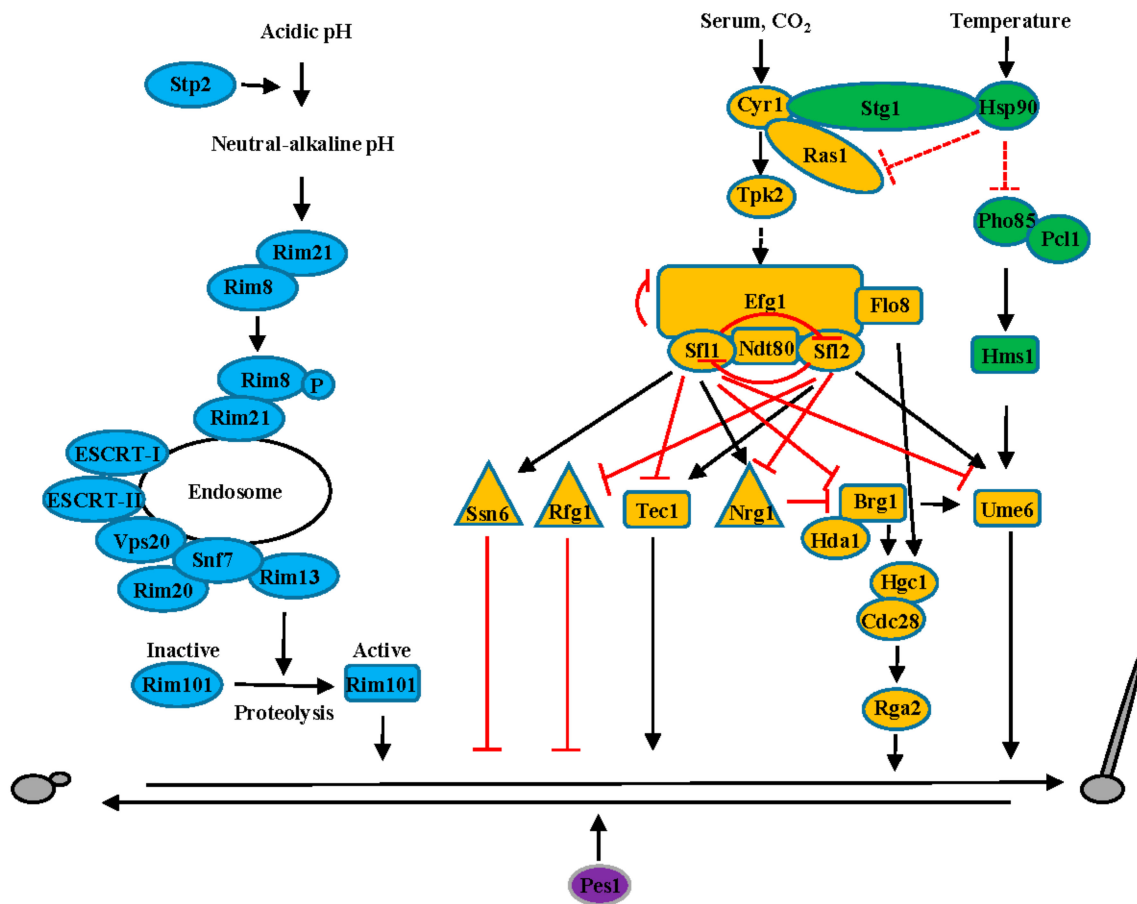 Acidic pH
Stp2
Neutral-alkaline pH
Rim21
Rim8
Rim8
P
Rim21
ESCRT-I
ESCRT-II
Endosome
Vps20
Snf7
Rim20
Rim13
Inactive
Active
Rim101
Rim101
Proteolysis
Serum, CO2
Temperature
Cyr1
Stg1
Hsp90
Ras1
Tpk2
Pho85
Pcl1
Efg1
Flo8
Sfl1
Ndt80
Sfl2
Hms1
Ssn6
Rfg1
Tec1
Nrg1
Brg1
Hda1
Ume6
Hgc1
Cdc28
Rga2
Pes1